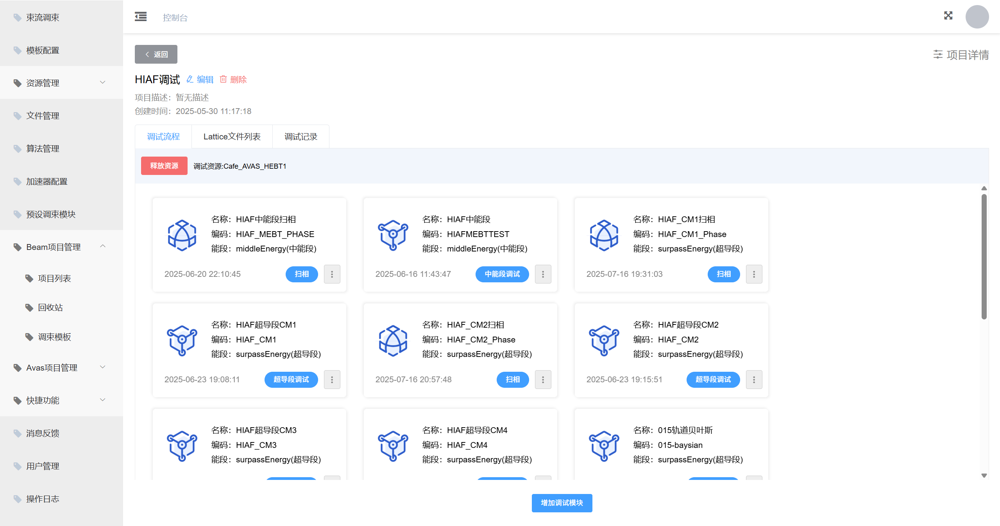 束流调束
模板配置
资源管理
文件管理
算法管理
加速器配置
预设调束模块
Beam项目管理
项目列表
回收站
调束模板
Avas项目管理
快捷功能
消息反馈
用户管理
操作日志
控制台
返回
项目详情
HIAF调试 编辑 删除
项目描述：暂无描述
创建时间：2025-05-30 11:17:18
调试流程 Lattice文件列表 调试记录
释放资源 调试资源:Cafe_AVAS_HEBT1
名称：HIAF中能段扫相
编码：HIAF_MEBT_PHASE
能段：middleEnergy(中能段)
2025-06-20 22:10:45 扫相
名称：HIAF中能段
编码：HIAFMEBTTEST
能段：middleEnergy(中能段)
2025-06-16 11:43:47 中能段调试
名称：HIAF_CM1扫相
编码：HIAF_CM1_Phase
能段：surpassEnergy(超导段)
2025-07-16 19:31:03 扫相
名称：HIAF超导段CM1
编码：HIAF_CM1
能段：surpassEnergy(超导段)
2025-06-23 19:08:11 超导段调试
名称：HIAF_CM2扫相
编码：HIAF_CM2_Phase
能段：surpassEnergy(超导段)
2025-07-16 20:57:48 扫相
名称：HIAF超导段CM2
编码：HIAF_CM2
能段：surpassEnergy(超导段)
2025-06-23 19:15:51 超导段调试
名称：HIAF超导段CM3
编码：HIAF_CM3
能段：surpassEnergy(超导段)
名称：HIAF超导段CM4
编码：HIAF_CM4
能段：surpassEnergy(超导段)
名称：015轨道贝叶斯
编码：015-baysian
能段：surpassEnergy(超导段)
增加调试模块